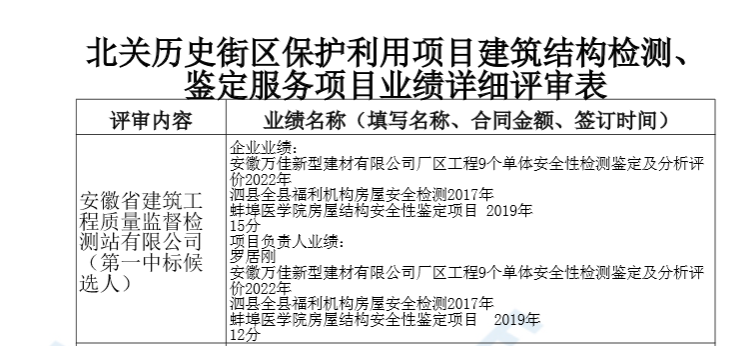 北关历史街区保护利用项目建筑结构检测、
鉴定服务项目业绩详细评审表
评审内容
业绩名称（填写名称、合同金额、签订时间）
安徽省建筑工
程质量监督检
测站有限公司
（第一中标候
选人）
企业业绩：
安徽万佳新型建材有限公司厂区工程9个单体安全性检测鉴定及分析评
价2022年
泗县全县福利机构房屋安全检测2017年
蚌埠医学院房屋结构安全性鉴定项目 2019年
15分
项目负责人业绩：
罗居刚
安徽万佳新型建材有限公司厂区工程9个单体安全性检测鉴定及分析评
价2022年
泗县全县福利机构房屋安全检测2017年
蚌埠医学院房屋结构安全性鉴定项目 2019年
12分